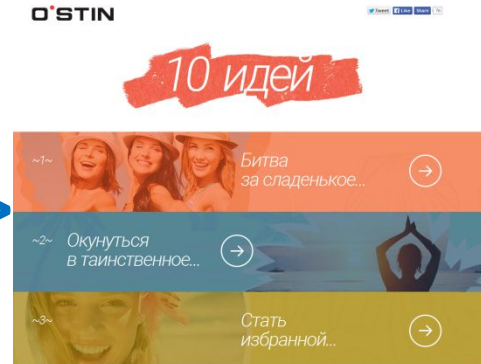 O'STIN
Tweet Like Share
10 идей
~1~
Битва
за сладенькое...
~2~
Окунуться
в таинственное...
~3~
Стать
избранной...